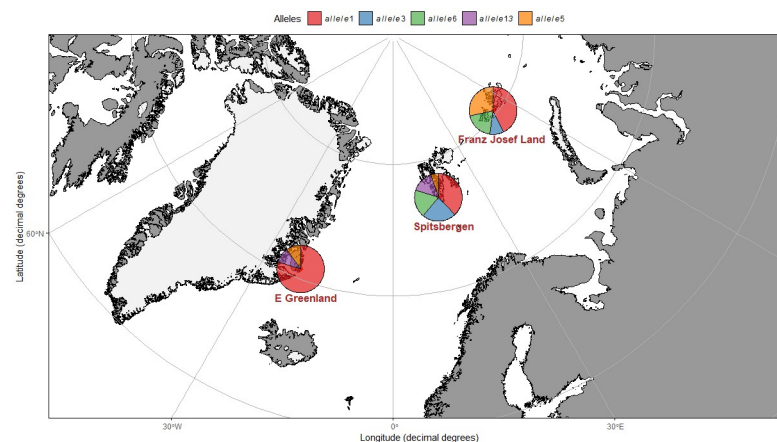 Alleles allele1 allele3 allele6 allele13 allele5
Franz Josef Land
Spitsbergen
E Greenland
60°N
Latitude (decimal degrees)
30°W 0° 30°E
Longitude (decimal degrees)